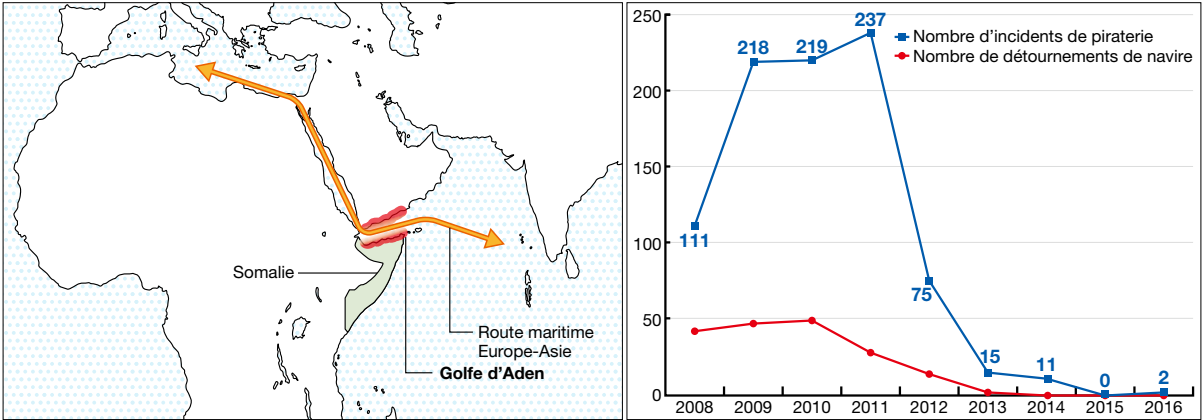 Somalie
Route maritime
Europe-Asie
Golfe d’Aden
Nombre d’incidents de piraterie
Nombre de détournements de navire
250
200
150
100
50
0
111
218
219
237
75
15
11
0
2
2008 2009 2010 2011 2012 2013 2014 2015 2016